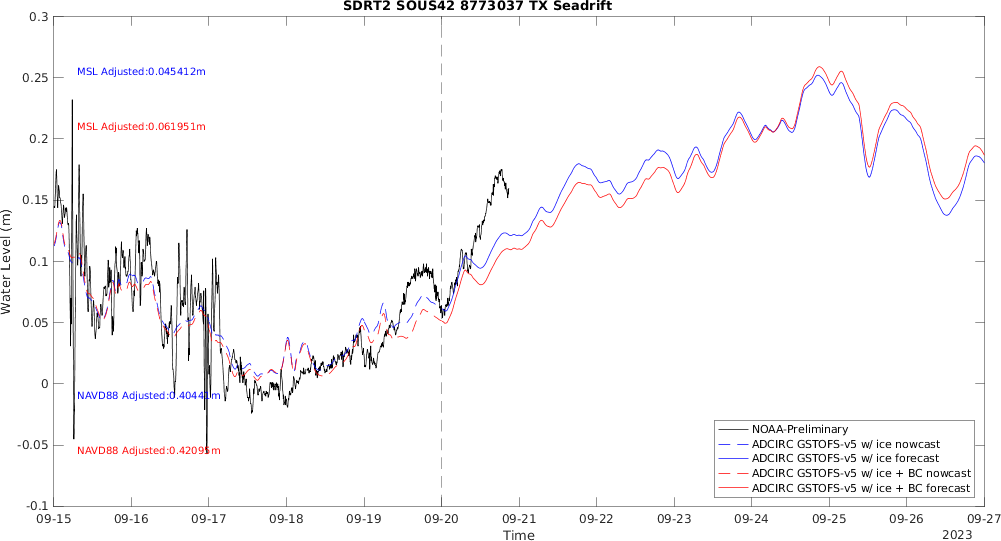 SDRT2 SOUS42 8773037 TX Seadrift
0.3
0.25
0.2
0.15
0.1
0.05
0
-0.05
-0.1
Water Level (m)
MSL Adjusted:0.045412m
MSL Adjusted:0.061951m
NAVD88 Adjusted:0.40441m
NAVD88 Adjusted:0.42095m
NOAA-Preliminary
ADCIRC GSTOFS-v5 w/ ice nowcast
ADCIRC GSTOFS-v5 w/ ice forecast
ADCIRC GSTOFS-v5 w/ ice + BC nowcast
ADCIRC GSTOFS-v5 w/ ice + BC forecast
09-15 09-16 09-17 09-18 09-19 09-20 09-21 09-22 09-23 09-24 09-25 09-26 09-27
Time
2023